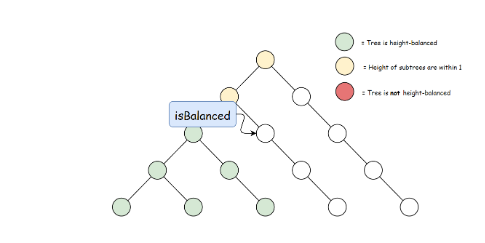 = Tree is height-balanced
= Height of subtrees are within 1
isBalanced
= Tree is not height-balanced